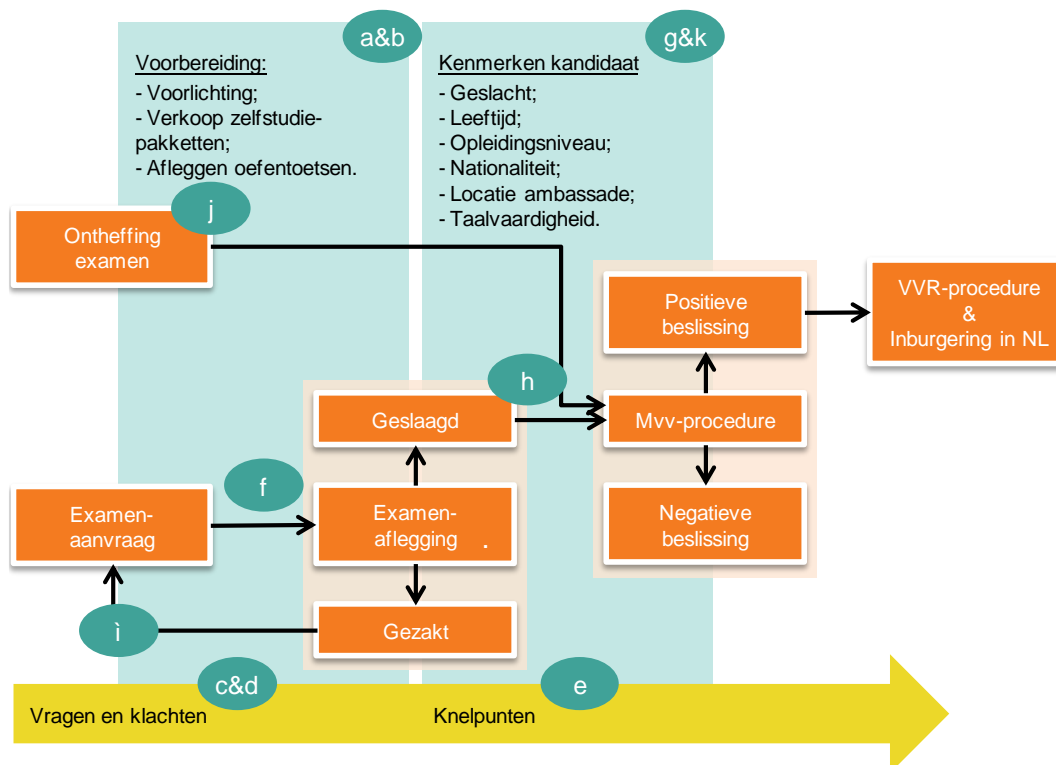 a&b
g&k
Voorbereiding:
- Voorlichting;
- Verkoop zelfstudie-
pakketten;
- Afleggen oefentoetsen.
Kenmerken kandidaat
- Geslacht;
- Leeftijd;
- Opleidingsniveau;
- Nationaliteit;
- Locatie ambassade;
- Taalvaardigheid.
j
Ontheffing
examen
Positieve
beslissing
VVR-procedure
&
Inburgering in NL
h
Geslaagd
Mvv-procedure
f
Examen-
aanvraag
Examen-
aflegging .
Negatieve
beslissing
ì
Gezakt
c&d
e
Vragen en klachten
Knelpunten